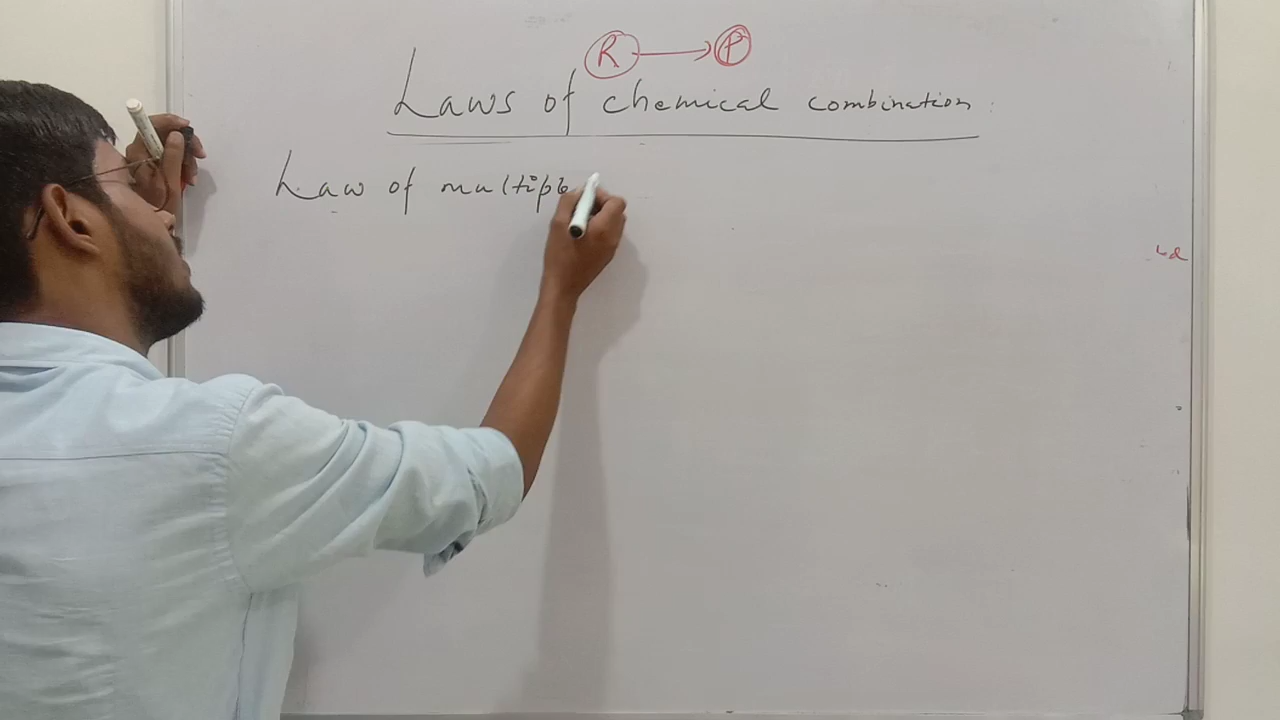 R → P
Laws of chemical combination
Law of multiple